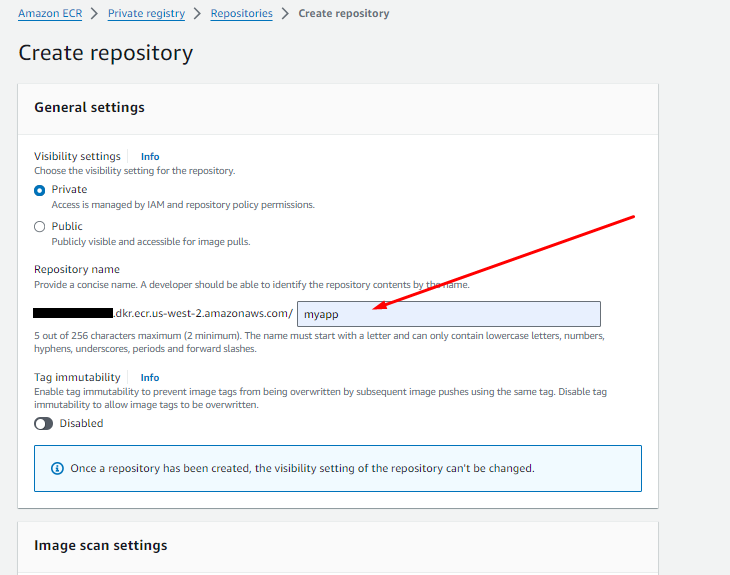 Amazon ECR > Private registry > Repositories > Create repository
Create repository
General settings
Visibility settings Info
Choose the visibility setting for the repository.
Private
Access is managed by IAM and repository policy permissions.
Public
Publicly visible and accessible for image pulls.
Repository name
Provide a concise name. A developer should be able to identify the repository contents by the name.
.dkr.ecr.us-west-2.amazonaws.com/ myapp
5 out of 256 characters maximum (2 minimum). The name must start with a letter and can only contain lowercase letters, numbers,
hyphens, underscores, periods and forward slashes.
Tag immutability Info
Enable tag immutability to prevent image tags from being overwritten by subsequent image pushes using the same tag. Disable tag
immutability to allow image tags to be overwritten.
Disabled
Once a repository has been created, the visibility setting of the repository can't be changed.
Image scan settings